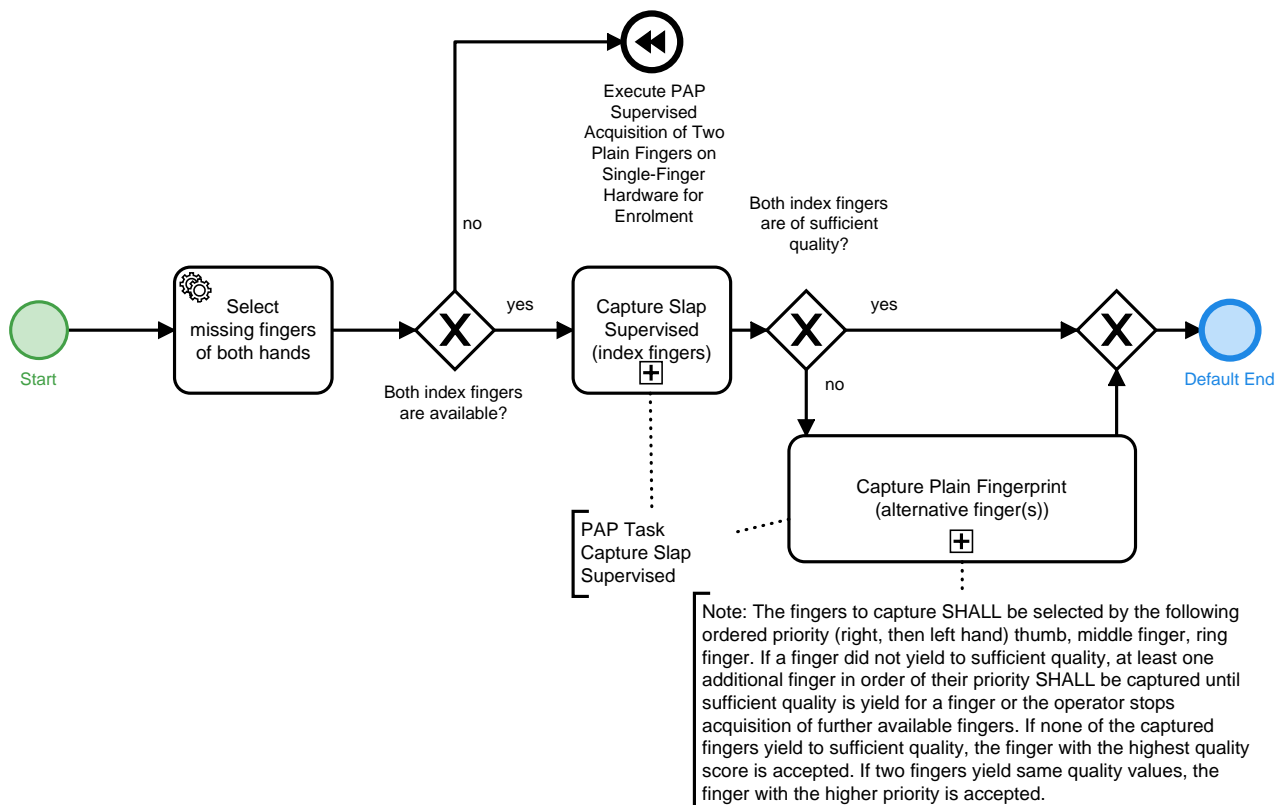 Execute PAP
Supervised
Acquisition of Two
Plain Fingers on
Single-Finger
Hardware for
Enrolment
Both index fingers
are of sufficient
quality?
no
Select
missing fingers
of both hands
yes
Capture Slap
Supervised
(index fingers)
yes
X
X
X
Start
Both index fingers
are available?
no
Default End
Capture Plain Fingerprint
(alternative finger(s))
PAP Task
Capture Slap
Supervised
Note: The fingers to capture SHALL be selected by the following
ordered priority (right, then left hand) thumb, middle finger, ring
finger. If a finger did not yield to sufficient quality, at least one
additional finger in order of their priority SHALL be captured until
sufficient quality is yield for a finger or the operator stops
acquisition of further available fingers. If none of the captured
fingers yield to sufficient quality, the finger with the highest quality
score is accepted. If two fingers yield same quality values, the
finger with the higher priority is accepted.